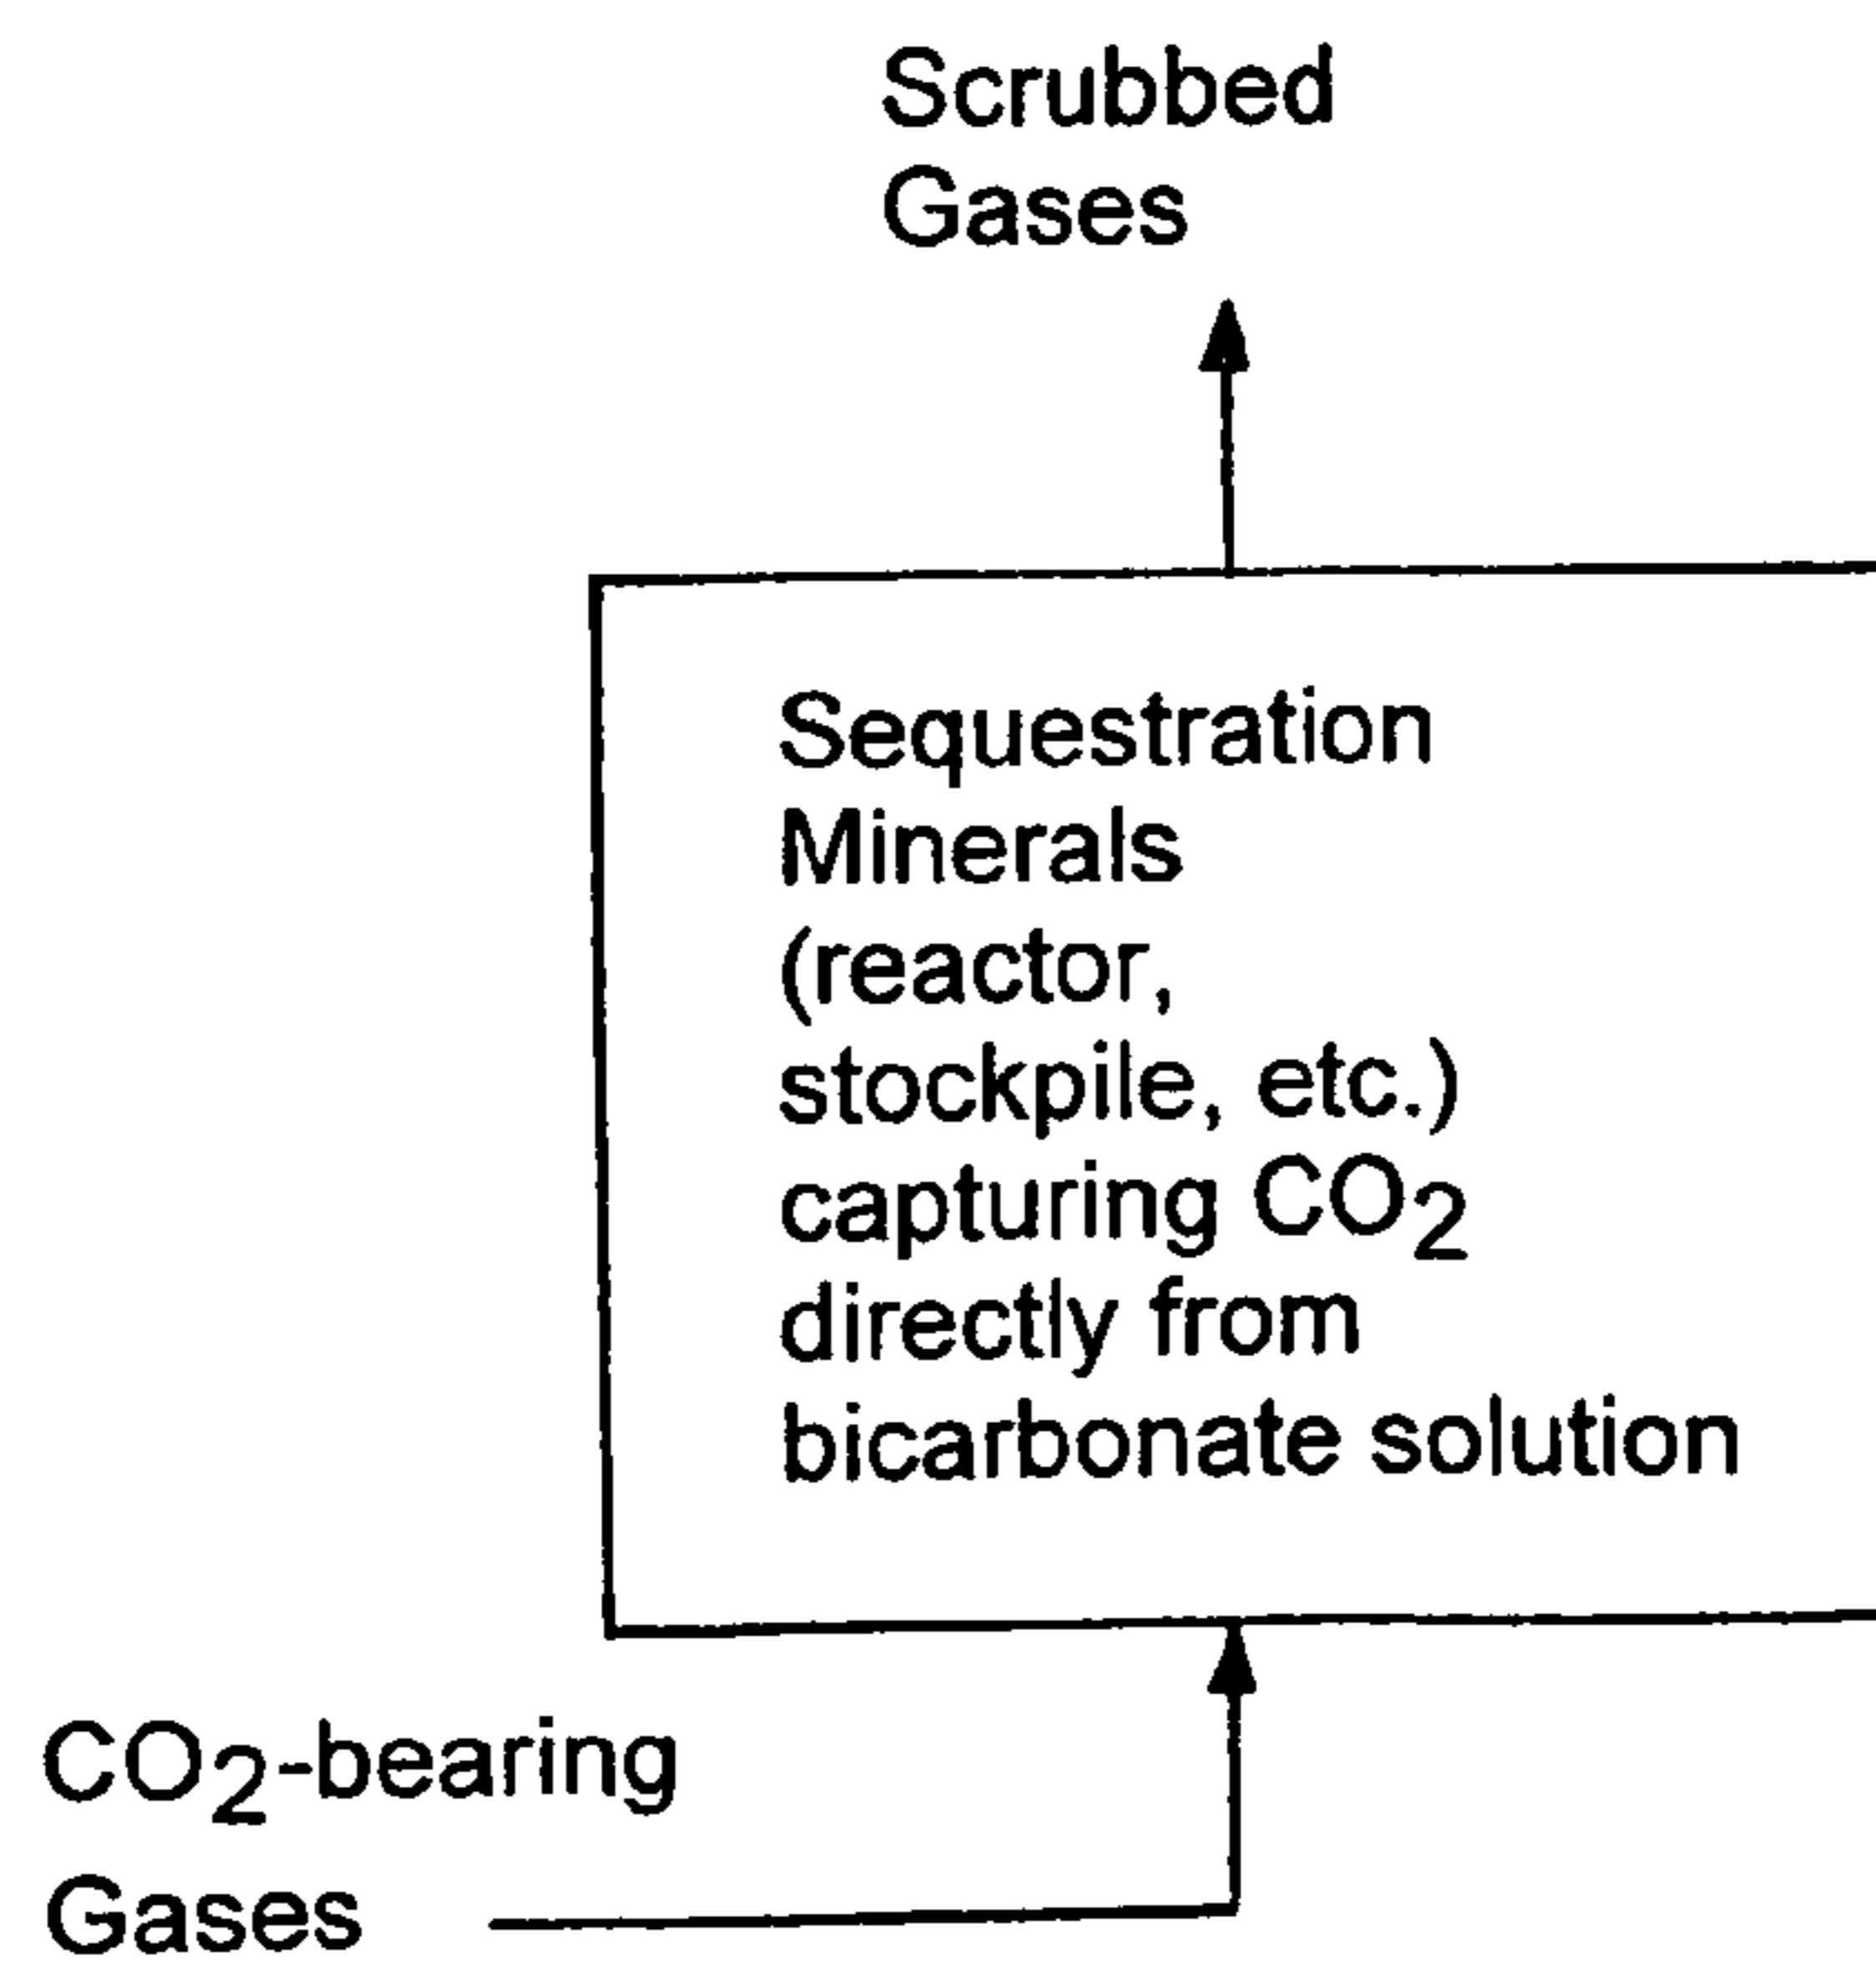 Scrubbed
Gases
Sequestration
Minerals
(reactor,
stockpile, etc.)
capturing CO2
directly from
bicarbonate solution
CO2-bearing
Gases